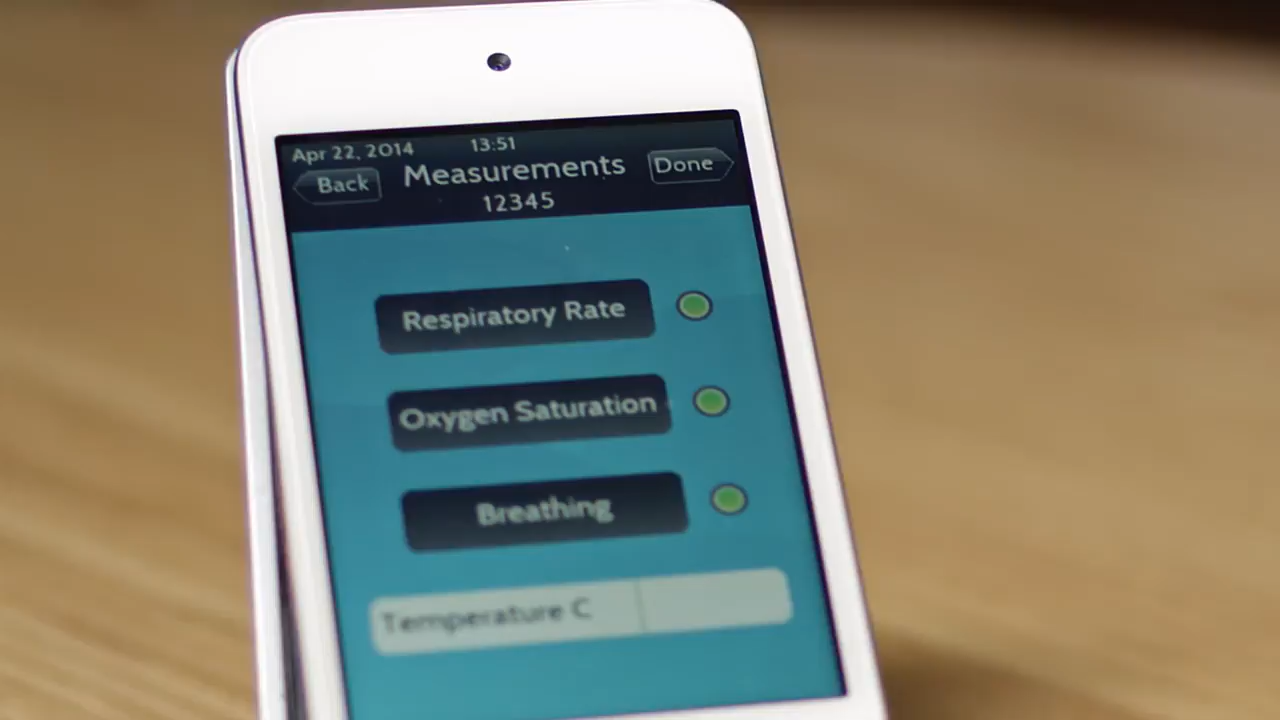 Apr 22, 2014 13:51
Back Measurements Done
12345
Respiratory Rate
Oxygen Saturation
Breathing
Temperature C